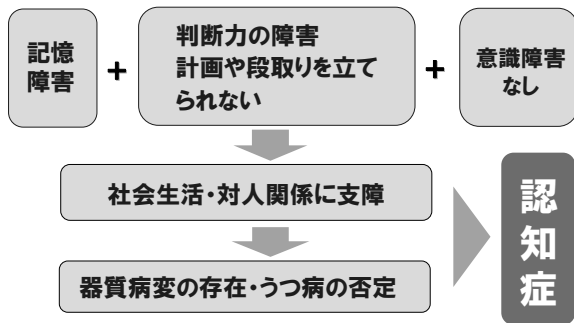 記憶
障害
+
判断力の障害
計画や段取りを立て
られない
+
意識障害
なし
社会生活・対人関係に支障
器質病変の存在・うつ病の否定
認
知
症